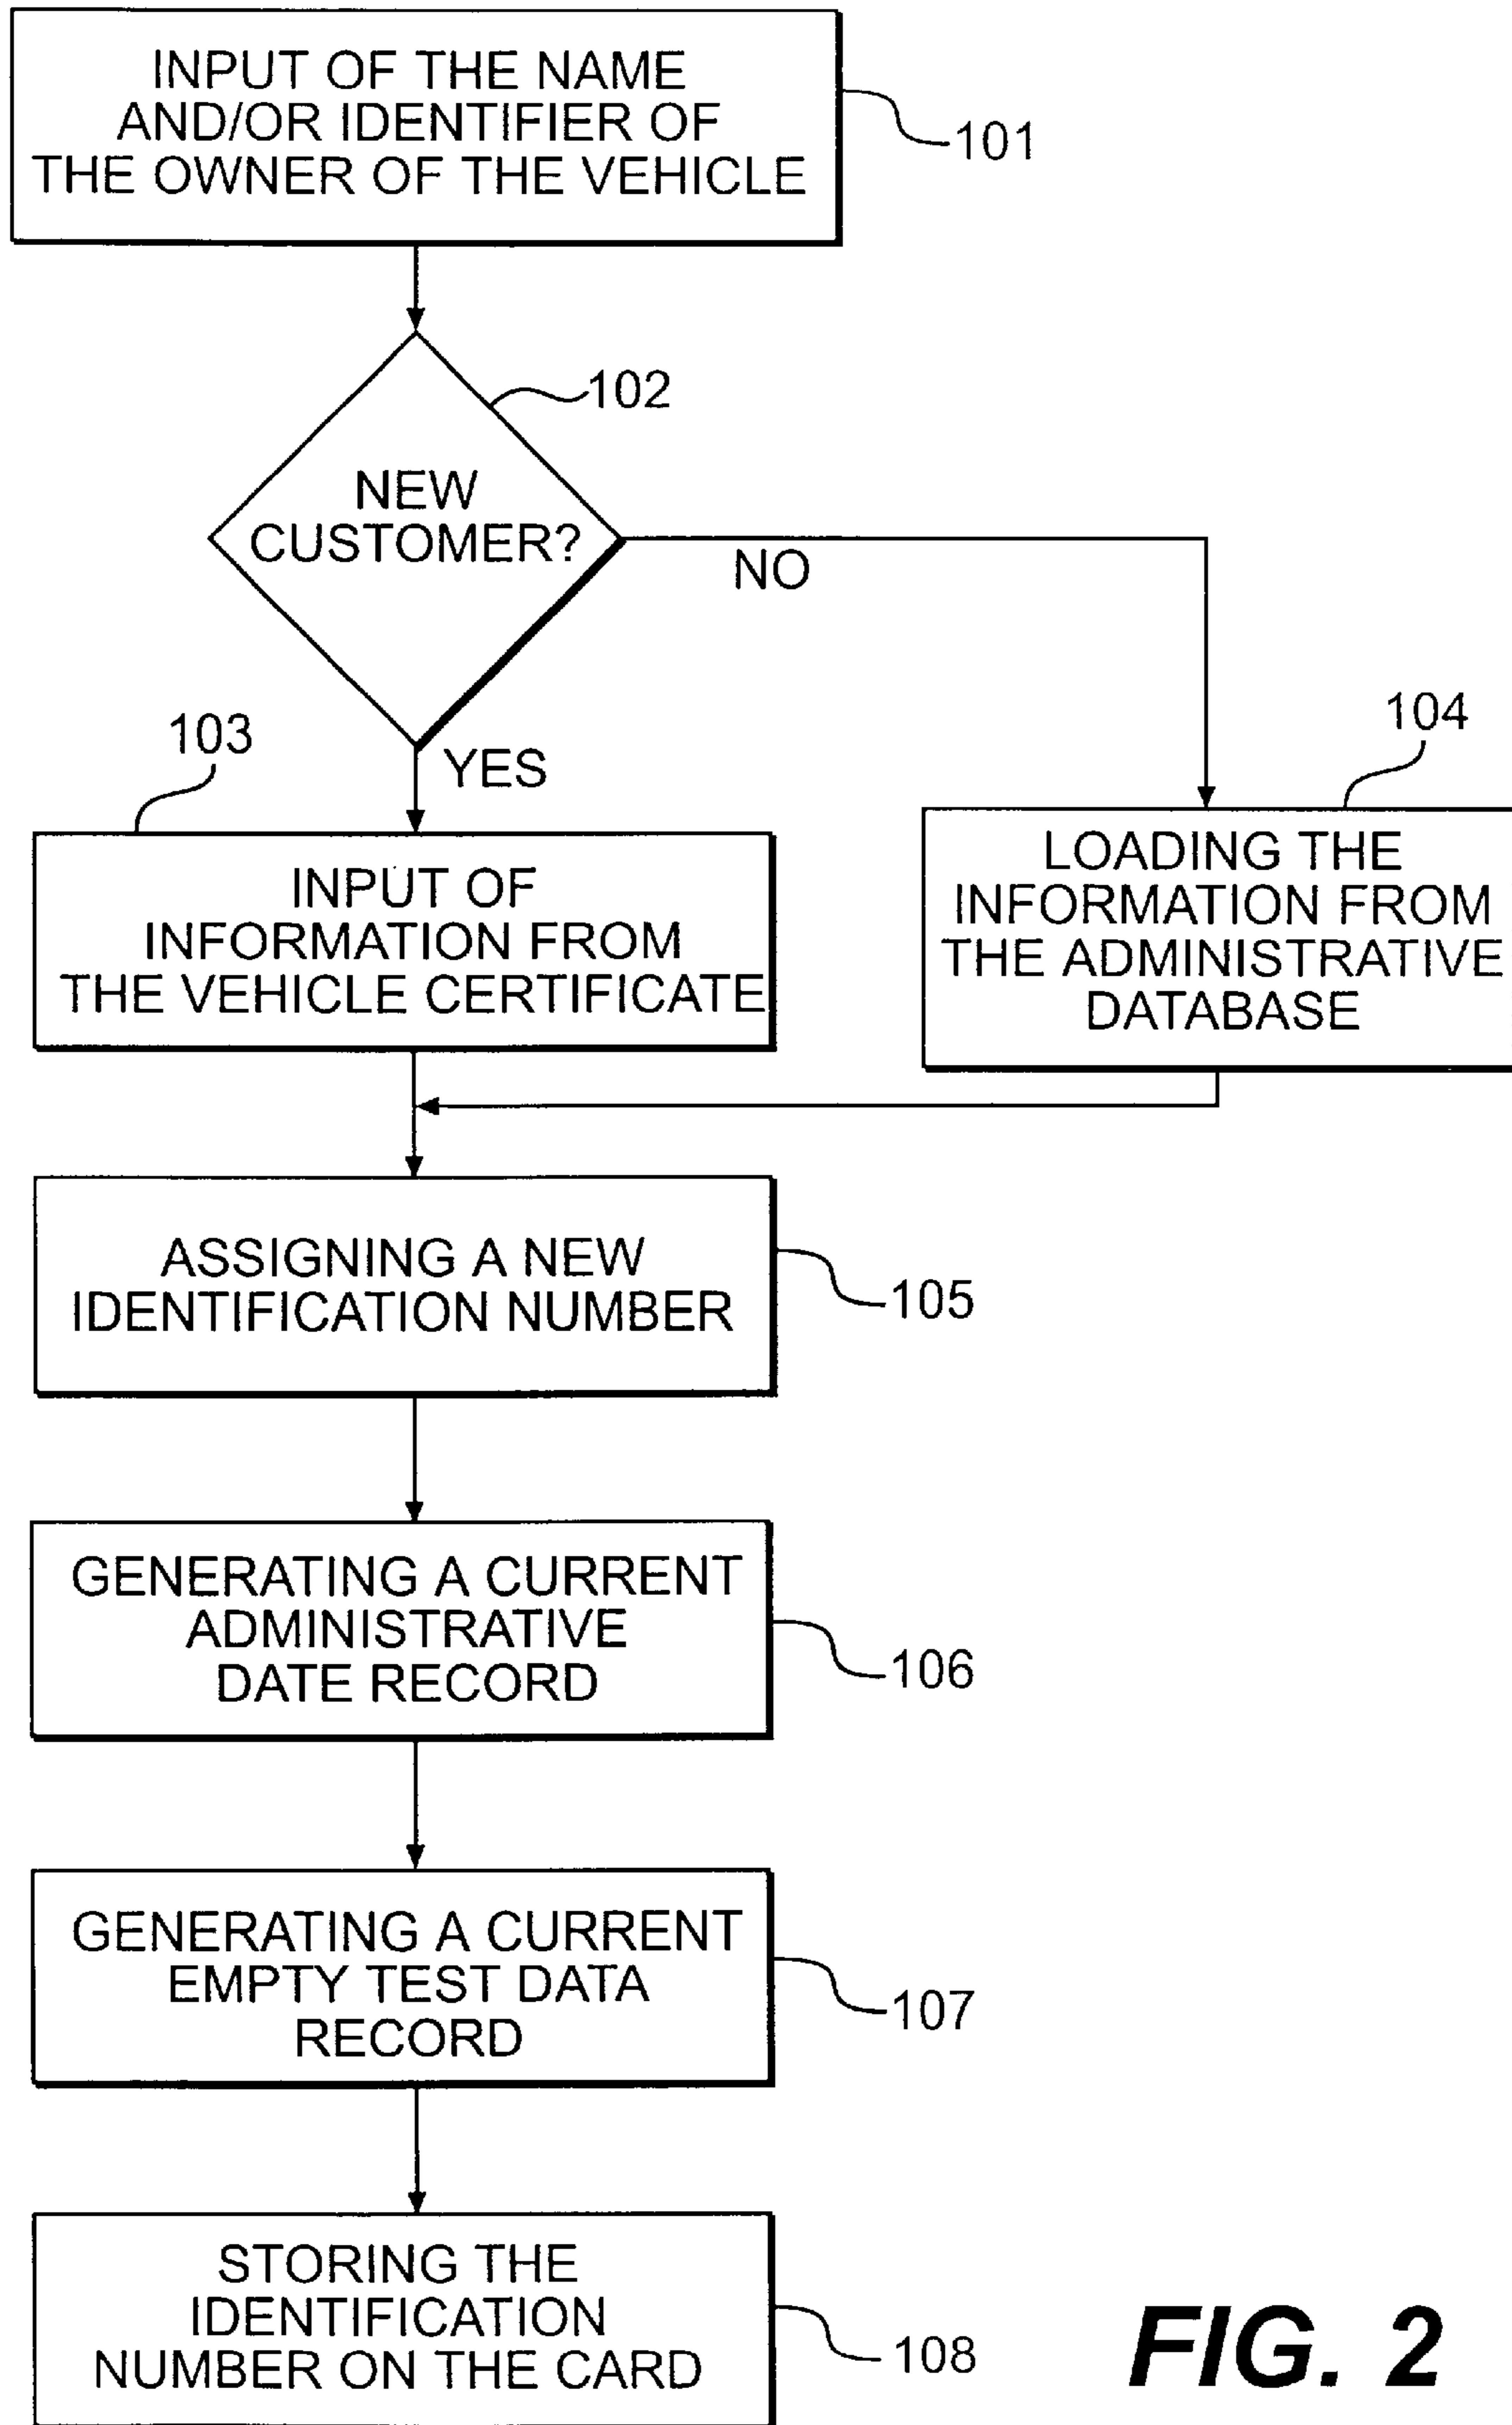 INPUT OF THE NAME
AND/OR IDENTIFIER OF
THE OWNER OF THE VEHICLE
101
102
NEW
CUSTOMER?
NO
YES
103
104
INPUT OF
INFORMATION FROM
THE VEHICLE CERTIFICATE
LOADING THE
INFORMATION FROM
THE ADMINISTRATIVE
DATABASE
ASSIGNING A NEW
IDENTIFICATION NUMBER
105
GENERATING A CURRENT
ADMINISTRATIVE
DATE RECORD
106
GENERATING A CURRENT
EMPTY TEST DATA
RECORD
107
STORING THE
IDENTIFICATION
NUMBER ON THE CARD
108
FIG. 2